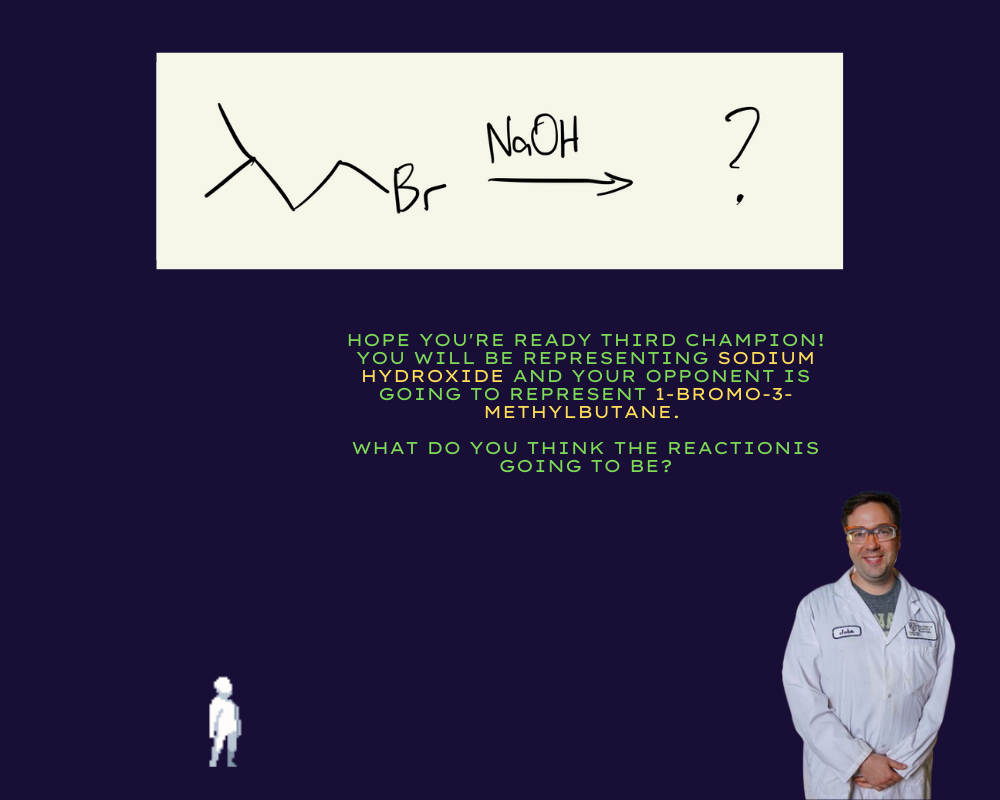 NaOH
?
Br
HOPE YOU'RE READY THIRD CHAMPION!
YOU WILL BE REPRESENTING SODIUM
HYDROXIDE AND YOUR OPPONENT IS
GOING TO REPRESENT 1-BROMO-3-
METHYLBUTANE.
WHAT DO YOU THINK THE REACTIONIS
GOING TO BE?
John